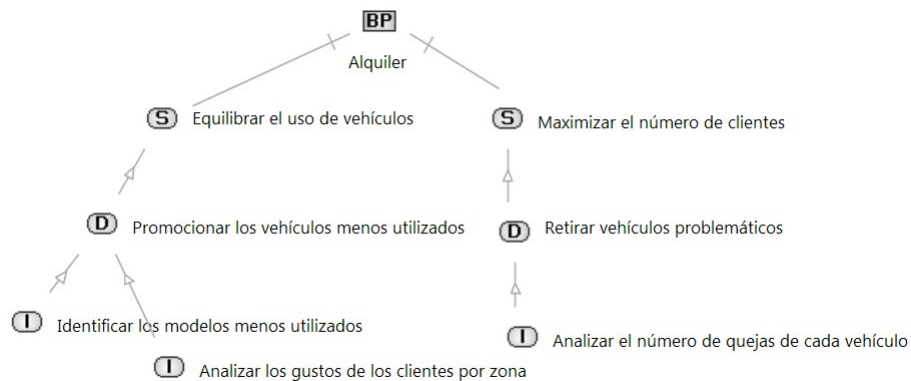 BP
Alquiler
S Equilibrar el uso de vehículos
S Maximizar el número de clientes
D Promocionar los vehículos menos utilizados
D Retirar vehículos problemáticos
I Identificar los modelos menos utilizados
I Analizar el número de quejas de cada vehículo
I Analizar los gustos de los clientes por zona